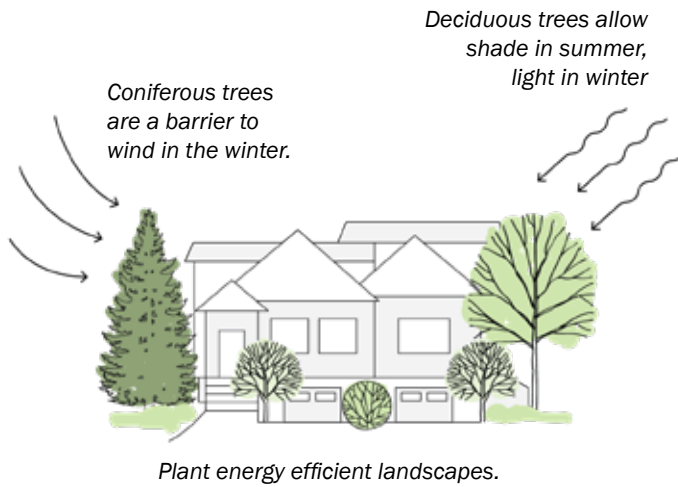 Deciduous trees allow
shade in summer,
light in winter
Coniferous trees
are a barrier to
wind in the winter.
Plant energy efficient landscapes.